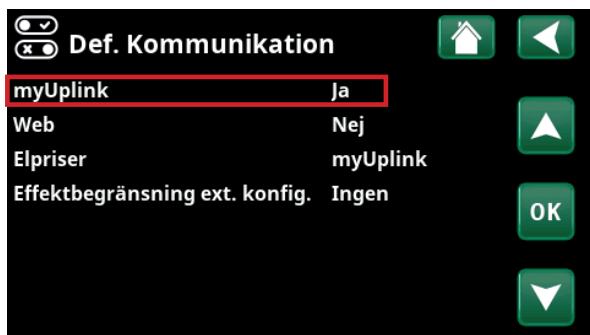 Def. Kommunikation
myUplink Ja
Web Nej
Elpriser myUplink
Effektbegränsning ext. konfig. Ingen
OK